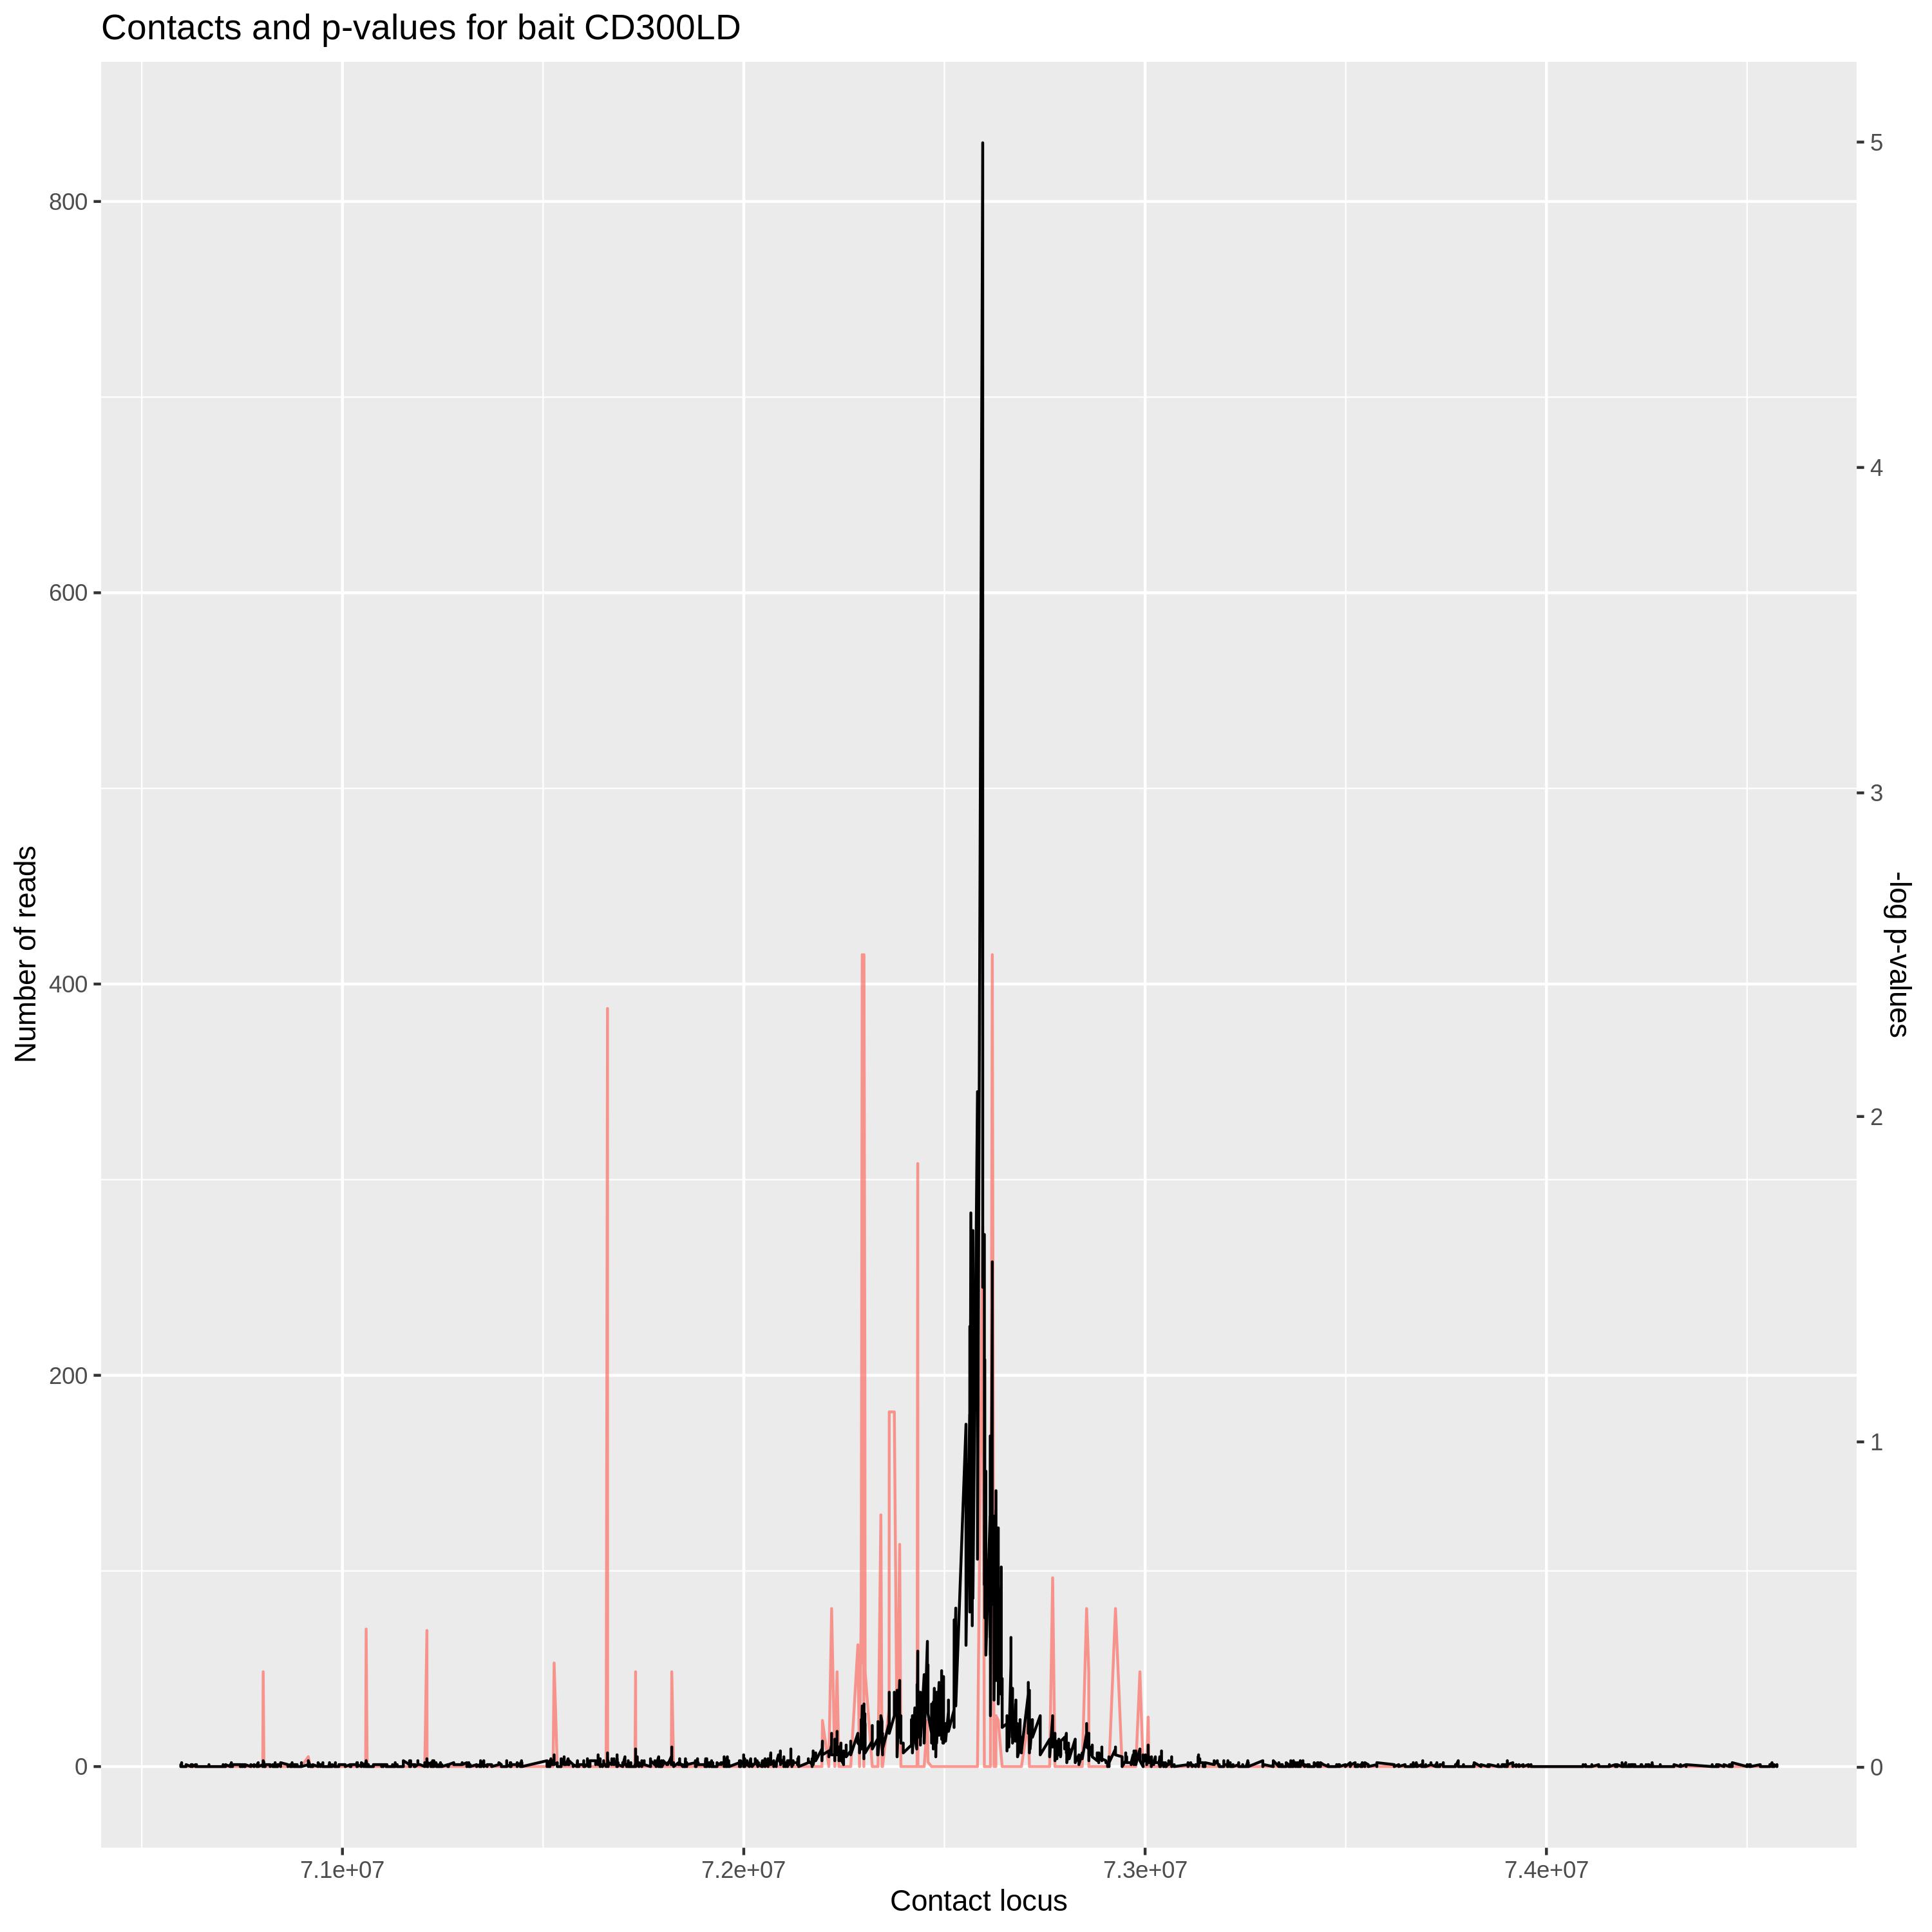 Contacts and p-values for bait CD300LD
Number of reads
800
600
400
200
0
5
4
3
2
1
0
-log p-values
7.1e+07
7.2e+07
7.3e+07
7.4e+07
Contact locus